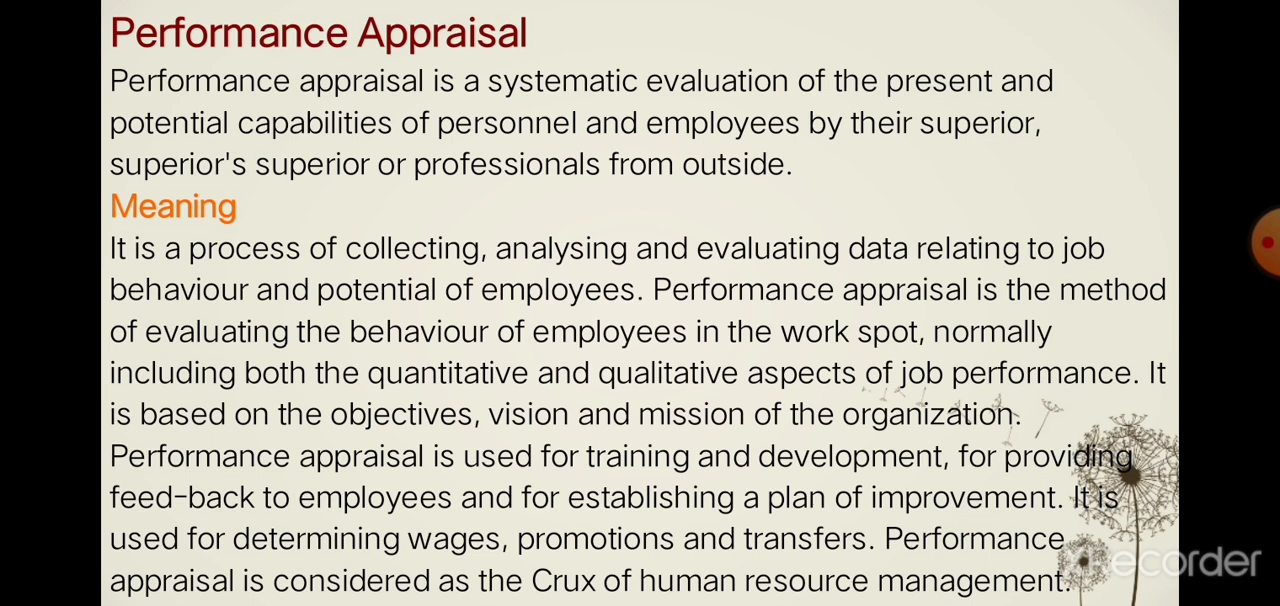 Performance Appraisal
Performance appraisal is a systematic evaluation of the present and
potential capabilities of personnel and employees by their superior,
superior's superior or professionals from outside.
Meaning
It is a process of collecting, analysing and evaluating data relating to job
behaviour and potential of employees. Performance appraisal is the method
of evaluating the behaviour of employees in the work spot, normally
including both the quantitative and qualitative aspects of job performance. It
is based on the objectives, vision and mission of the organization.
Performance appraisal is used for training and development, for providing
feed-back to employees and for establishing a plan of improvement. It is
used for determining wages, promotions and transfers. Performance
appraisal is considered as the Crux of human resource management.